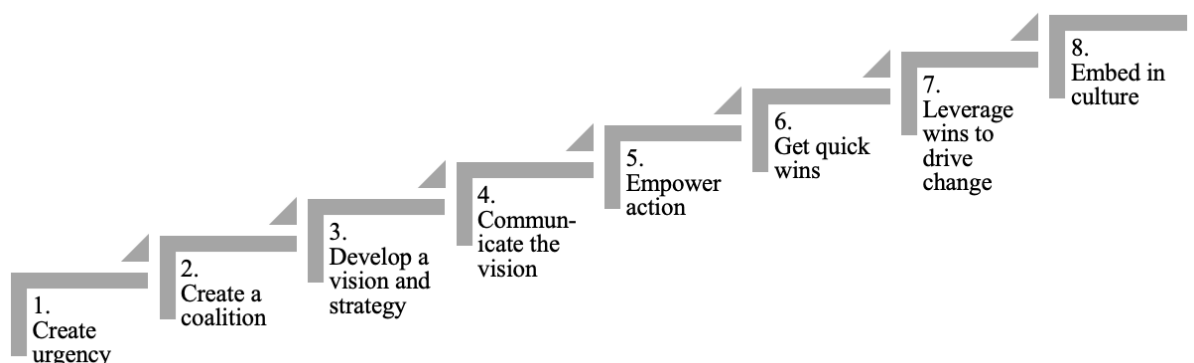 1.
Create
urgency
2.
Create a
coalition
3.
Develop a
vision and
strategy
4.
Commun-
icate the
vision
5.
Empower
action
6.
Get quick
wins
7.
Leverage
wins to
drive
change
8.
Embed in
culture